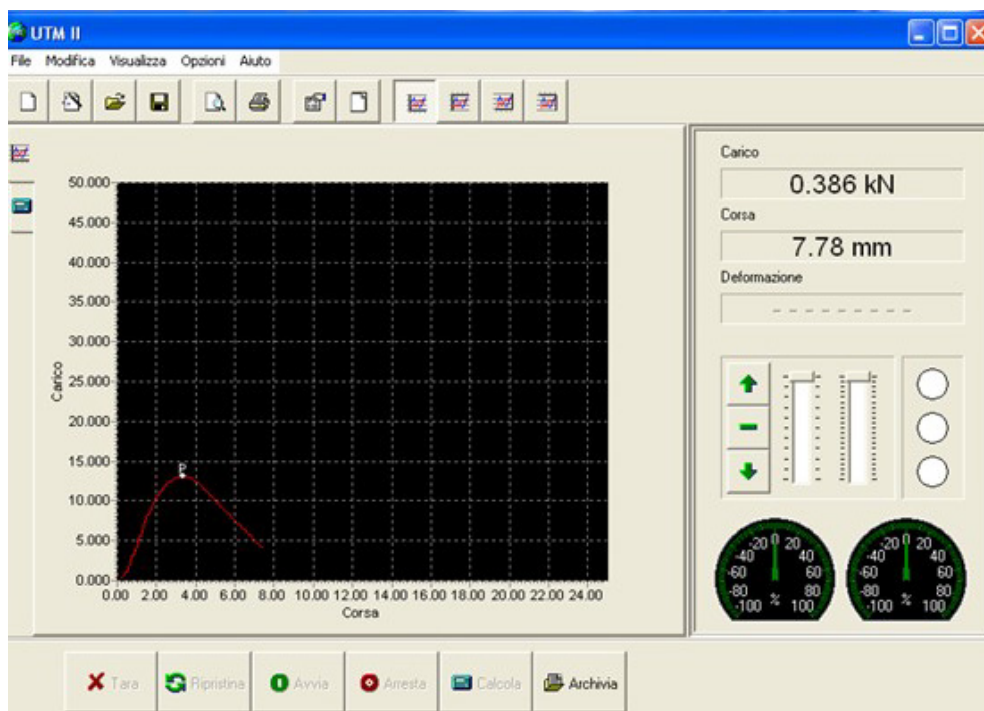 UTM II
File Modifica Visualizza Opzioni Aiuto
Carico
0.386 kN
Corsa
7.78 mm
Deformazione
- - - - - - - - -
50.000
45.000
40.000
35.000
30.000
25.000
20.000
15.000
10.000
5.000
0.000
Carico
P
0.00 2.00 4.00 6.00 8.00 10.00 12.00 14.00 16.00 18.00 20.00 22.00 24.00
Corsa
-20 0 20
-40 40
-60 60
-80 80
-100 % 100
-20 0 20
-40 40
-60 60
-80 80
-100 % 100
Tara Ripristina Avvia Arresta Calcola Archivia